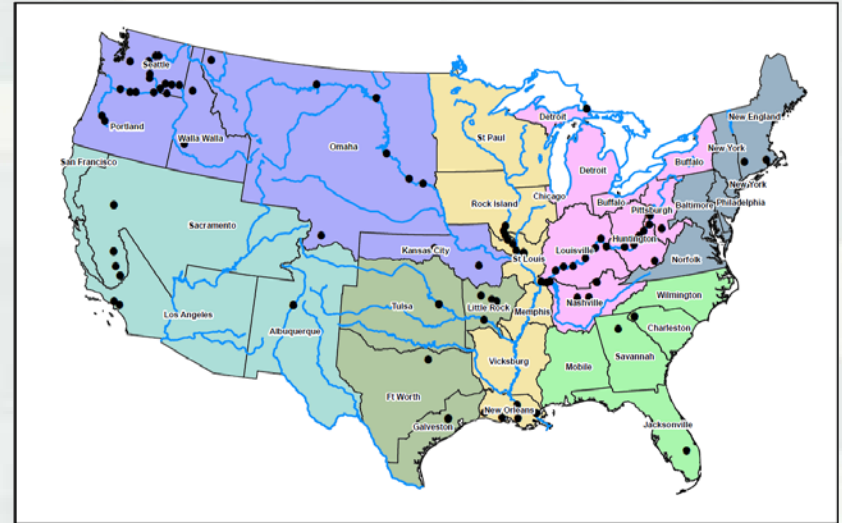 Seattle
Portland
Walla Walla
Omaha
St Paul
Detroit
New England
San Francisco
Detroit
Buffalo
New York
Rock Island
Chicago
Buffalo
Pittsburgh
New York
Baltimore
Philadelphia
Sacramento
Kansas City
St Louis
Louisville
Huntington
Norfolk
Los Angeles
Albuquerque
Tulsa
Little Rock
Memphis
Nashville
Wilmington
Charleston
Vicksburg
Mobile
Savannah
Ft Worth
Galveston
New Orleans
Jacksonville